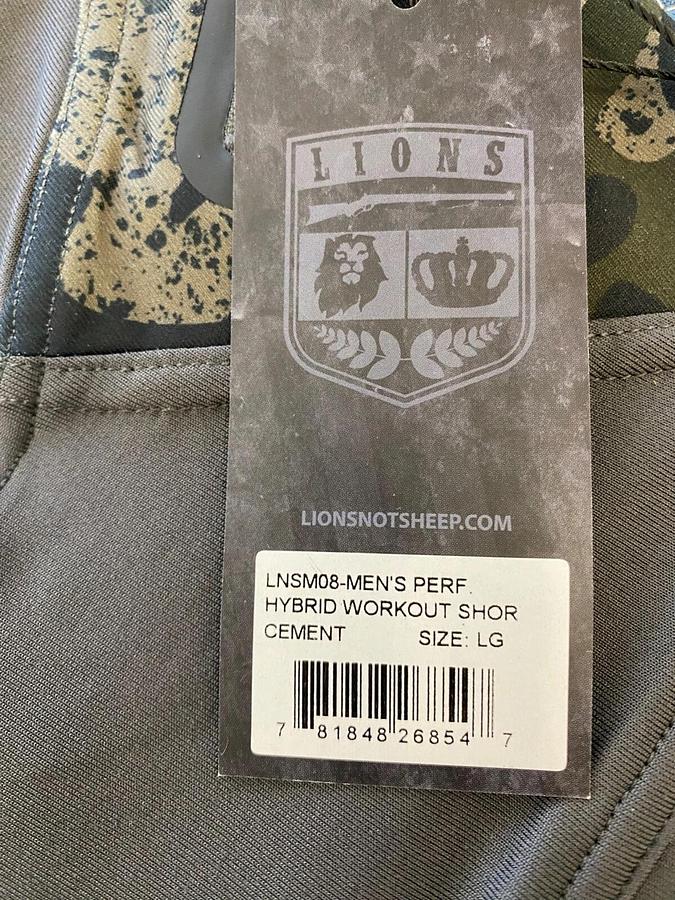 LIONS
LIONSNOTSHEEP.COM
LNSM08-MEN'S PERF.
HYBRID WORKOUT SHOR
CEMENT SIZE: LG
7 81848 26854 7